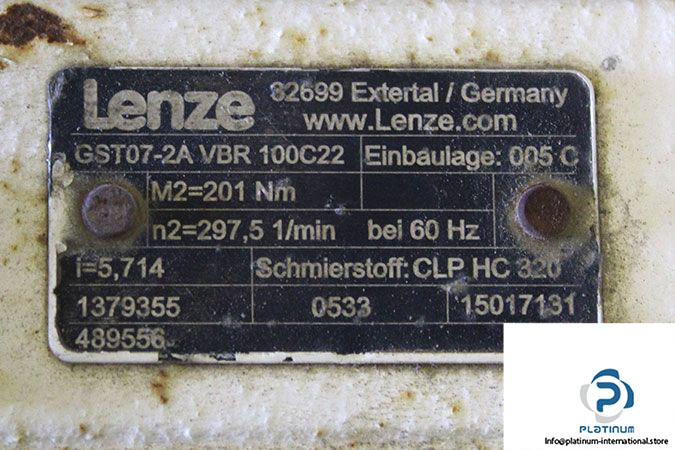 Lenze 32699 Extertal / Germany
www.Lenze.com
GST07-2A VBR 100C22 Einbaulage: 005 C
M2=201 Nm
n2=297,5 1/min bei 60 Hz
i=5,714 Schmierstoff: CLP HC 320
1379355 0533 15017131
489556
PLATINUM
Info@platinum-international.store